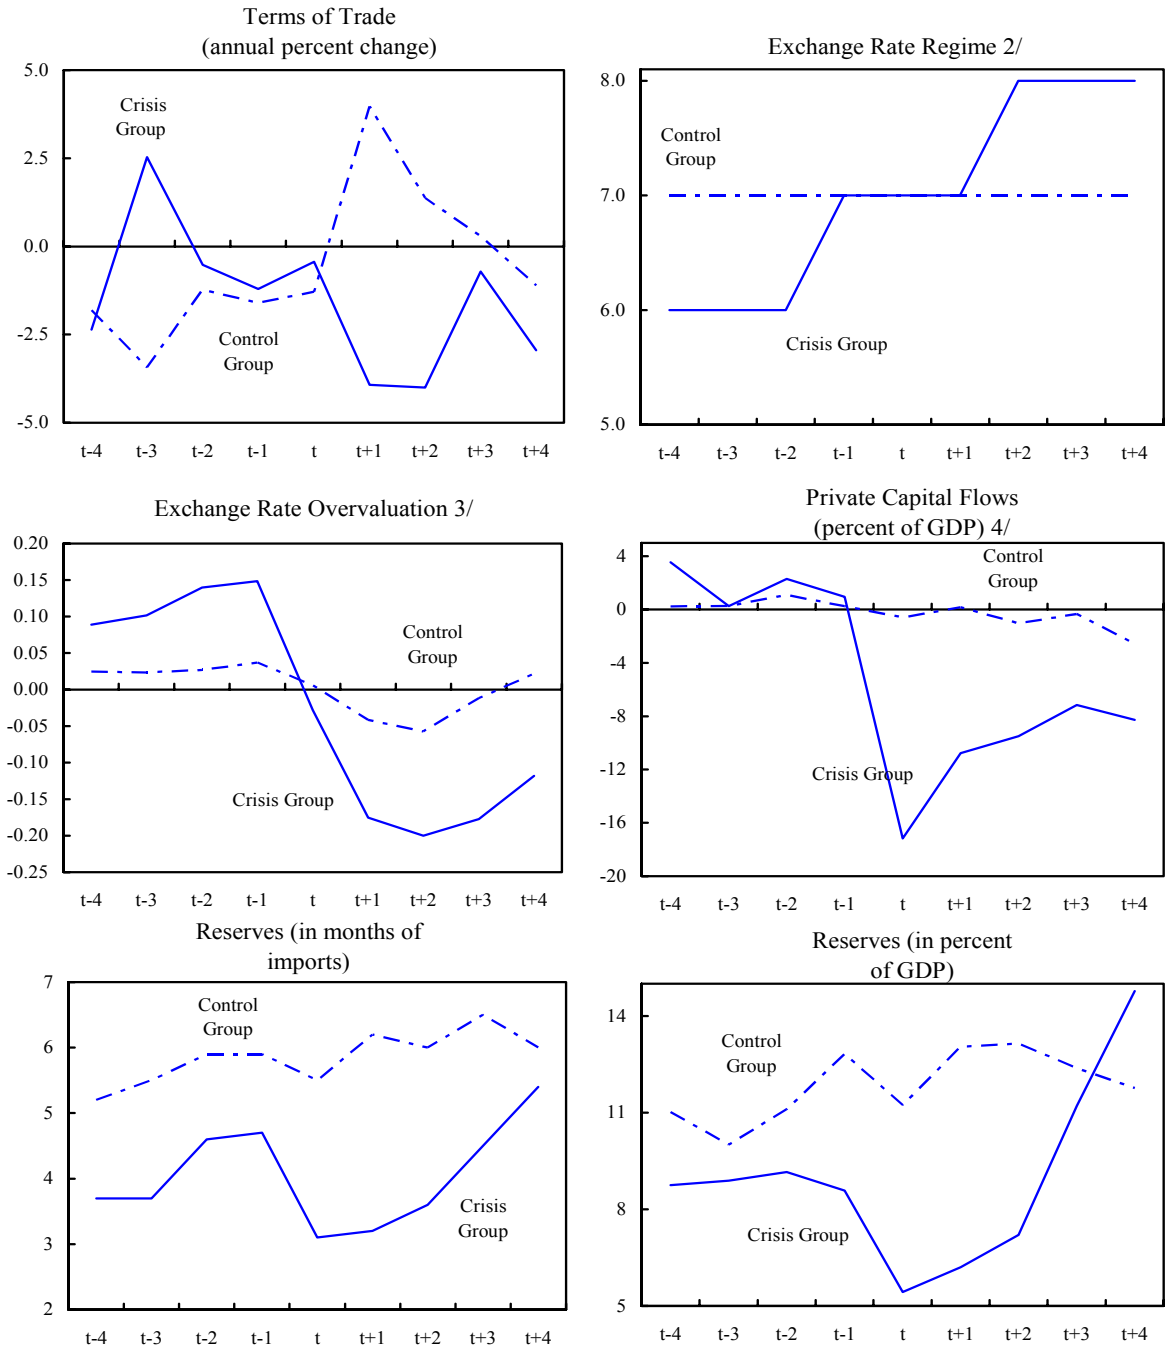 Terms of Trade
(annual percent change)
5.0
2.5
0.0
-2.5
-5.0
Crisis
Group
Control
Group
t-4 t-3 t-2 t-1 t t+1 t+2 t+3 t+4
Exchange Rate Regime 2/
8.0
7.0
6.0
5.0
Control
Group
Crisis Group
t-4 t-3 t-2 t-1 t t+1 t+2 t+3 t+4
Exchange Rate Overvaluation 3/
0.20
0.15
0.10
0.05
0.00
-0.05
-0.10
-0.15
-0.20
-0.25
Control
Group
Crisis Group
t-4 t-3 t-2 t-1 t t+1 t+2 t+3 t+4
Private Capital Flows
(percent of GDP) 4/
4
0
-4
-8
-12
-16
-20
Control
Group
Crisis Group
t-4 t-3 t-2 t-1 t t+1 t+2 t+3 t+4
Reserves (in months of
imports)
7
6
5
4
3
2
Control
Group
Crisis
Group
t-4 t-3 t-2 t-1 t t+1 t+2 t+3 t+4
Reserves (in percent
of GDP)
14
11
8
5
Control
Group
Crisis Group
t-4 t-3 t-2 t-1 t t+1 t+2 t+3 t+4